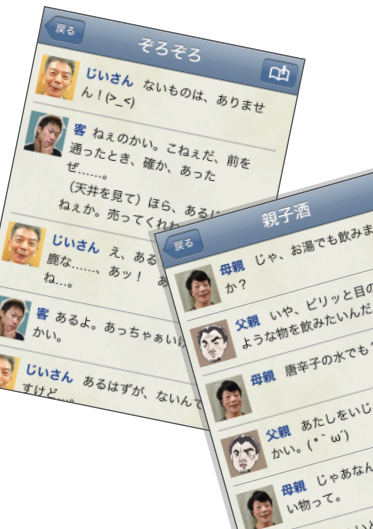 戻る
ぞろぞろ
じいさん ないものは、ありませ
ん！(>_<)
客 ねぇのかい。こねぇだ、前を
通ったとき、確か、あった
ぜ……。
（天井を見て）ほら、ある
ねぇか。売ってくれ
じいさん え、ある
鹿な……、あッ！
ね…。
客 あるよ。あっちゃぁい
かい。
じいさん あるはずが、ないんで
すけど…。
戻る
親子酒
母親 じゃ、お湯でも飲みま
か？
父親 いや、ピリッと目の
ような物を飲みたいんだ
母親 唐辛子の水でも
父親 あたしをいじ
かい。(*｀ω´)
母親 じゃあなん
い物って。